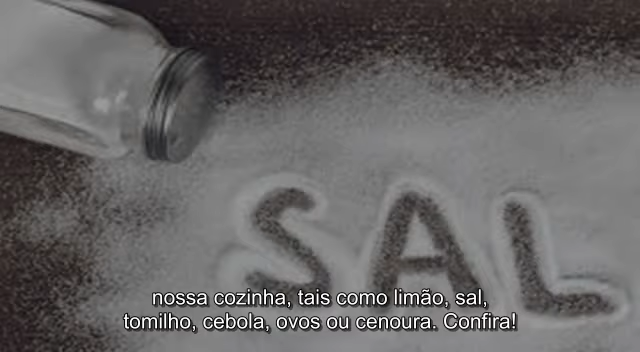 SAL
nossa cozinha, tais como limão, sal,
tomilho, cebola, ovos ou cenoura. Confira!